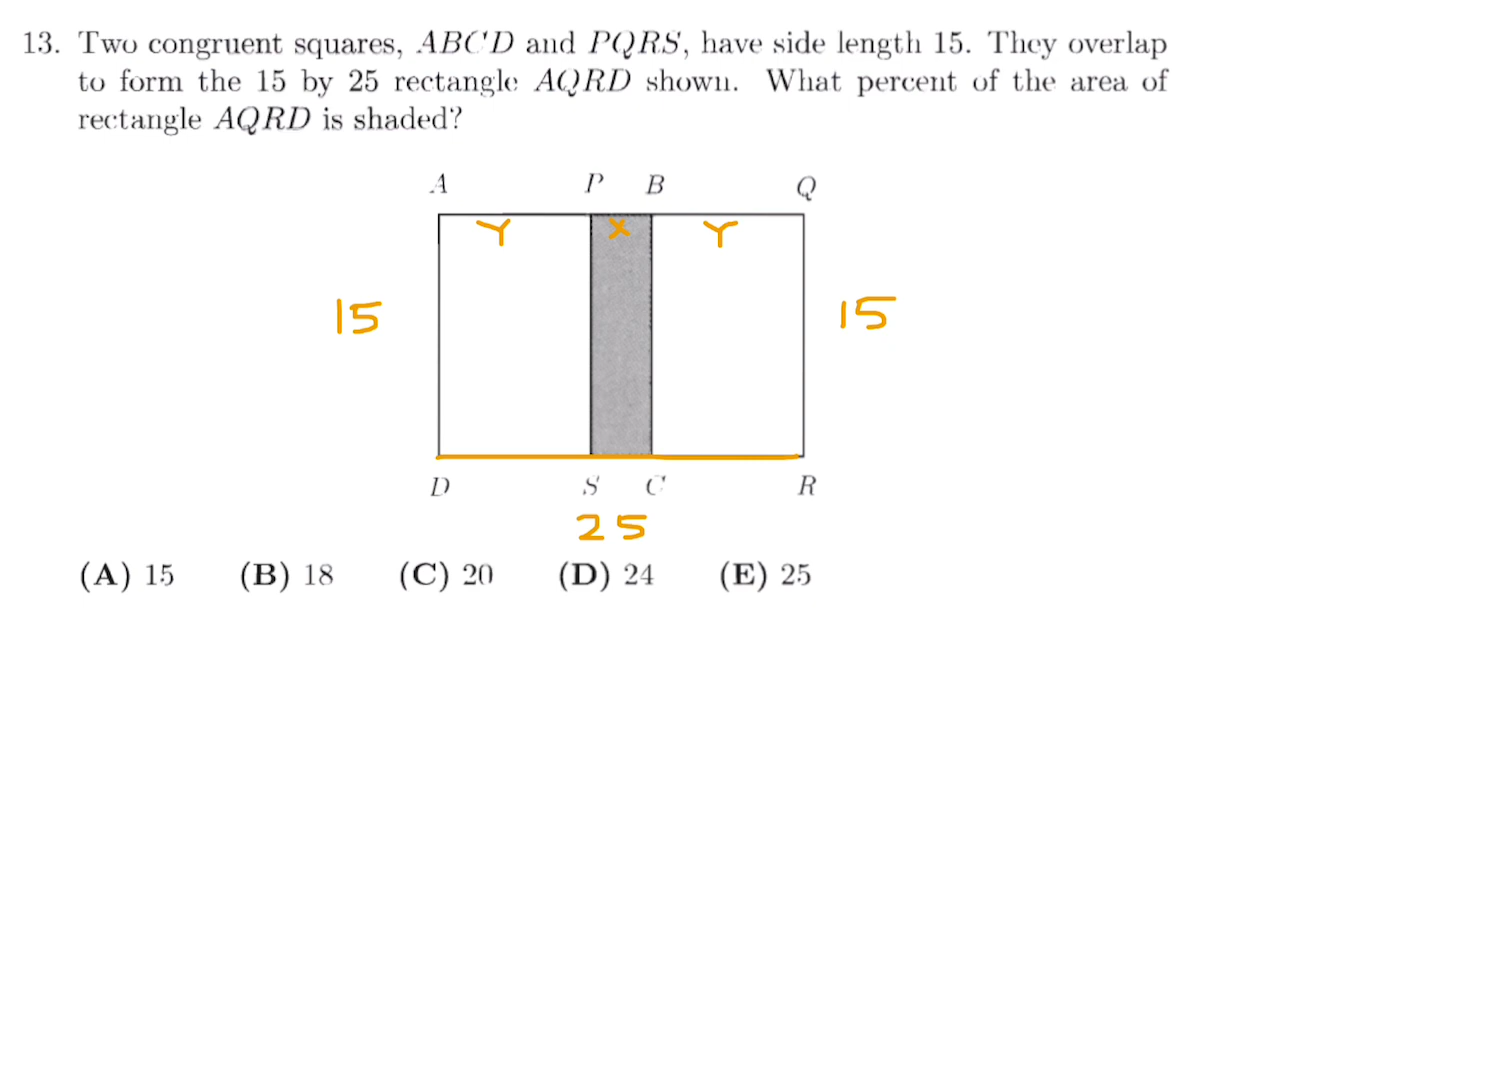 13. Two congruent squares, ABCD and PQRS, have side length 15. They overlap
to form the 15 by 25 rectangle AQRD shown. What percent of the area of
rectangle AQRD is shaded?
A P B Q
Y X Y
15 15
D S C R
25
(A) 15 (B) 18 (C) 20 (D) 24 (E) 25